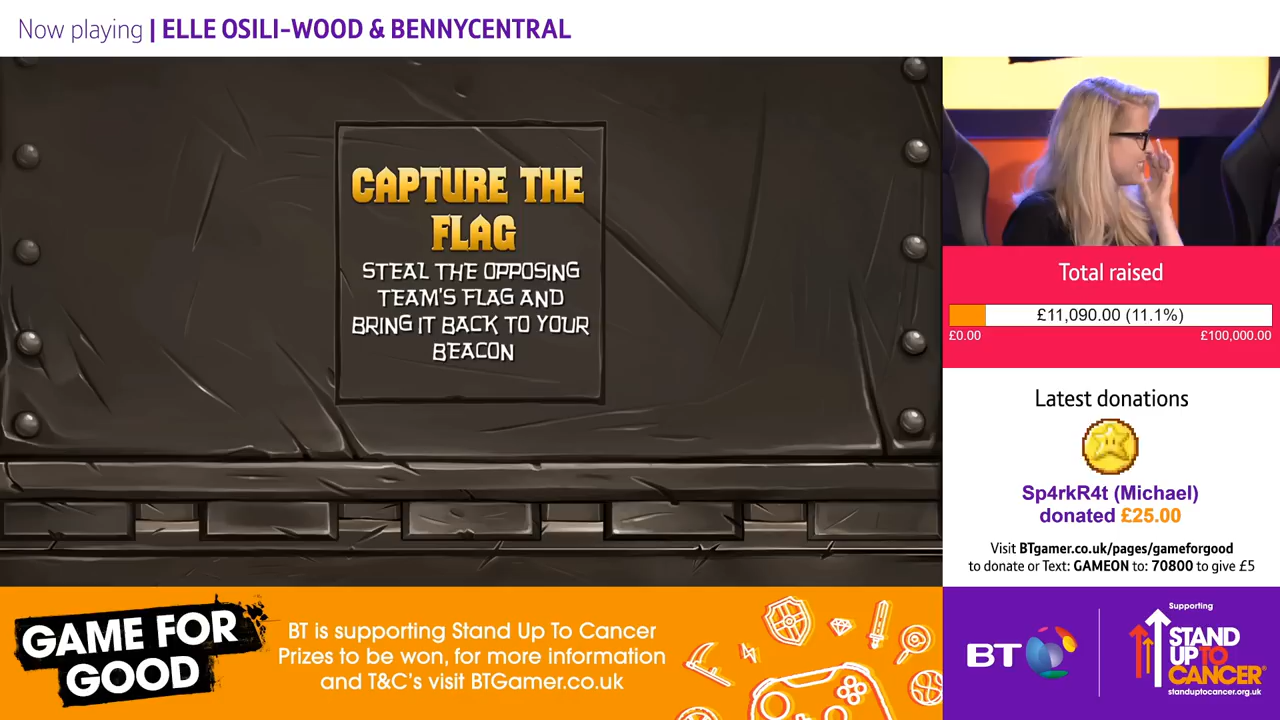 Now playing | ELLE OSILI-WOOD & BENNYCENTRAL
CAPTURE THE
FLAG
STEAL THE OPPOSING
TEAM'S FLAG AND
BRING IT BACK TO YOUR
BEACON
Total raised
£11,090.00 (11.1%)
£0.00 £100,000.00
Latest donations
Sp4rkR4t (Michael)
donated £25.00
Visit BTgamer.co.uk/pages/gameforgood
to donate or Text: GAMEON to: 70800 to give £5
GAME FOR
GOOD
BT is supporting Stand Up To Cancer
Prizes to be won, for more information
and T&C's visit BTGamer.co.uk
BT
Supporting
STAND
UP TO
CANCER
standuptocancer.org.uk